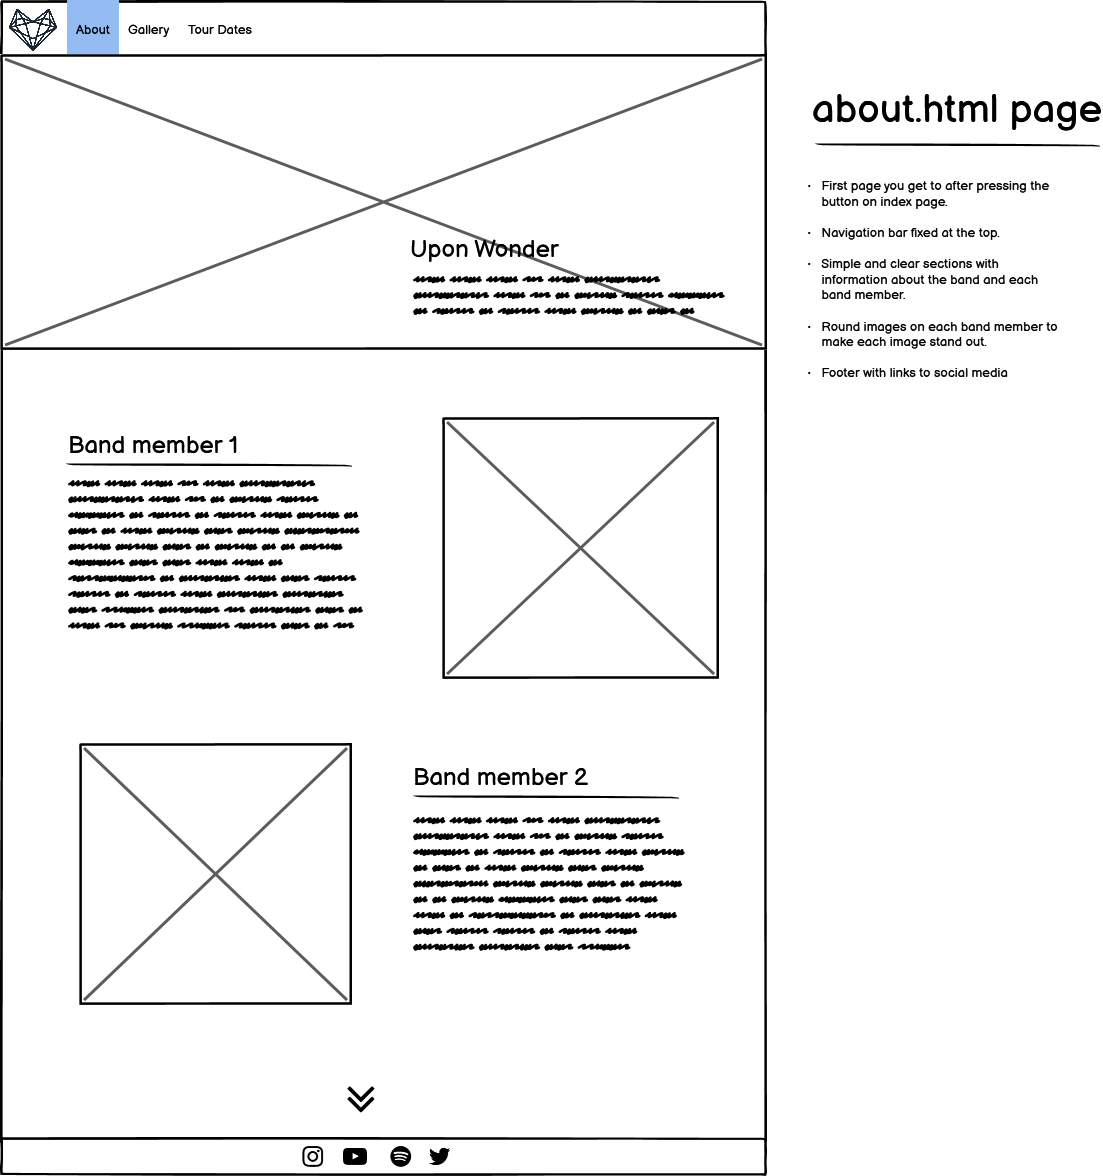 About Gallery Tour Dates
Upon Wonder
Band member 1
Band member 2
about.html page
· First page you get to after pressing the
button on index page.
· Navigation bar fixed at the top.
· Simple and clear sections with
information about the band and each
band member.
· Round images on each band member to
make each image stand out.
· Footer with links to social media